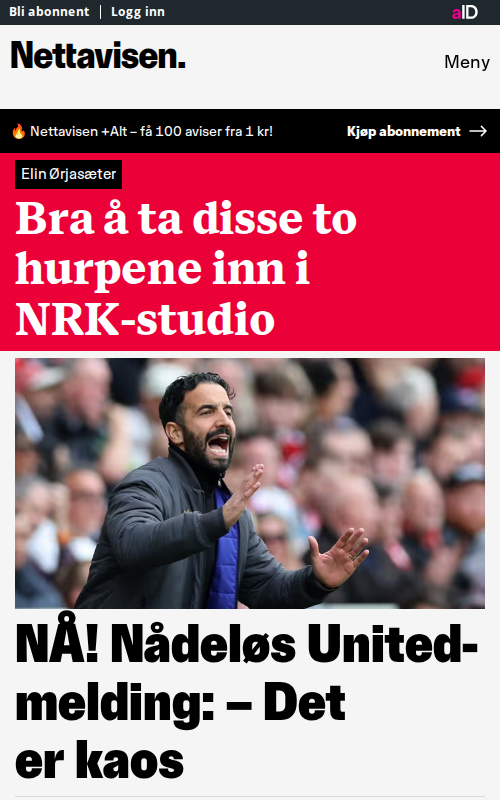 Bli abonnent | Logg inn
aID
Nettavisen.
Meny
🔥 Nettavisen +Alt – få 100 aviser fra 1 kr!
Kjøp abonnement →
Elin Ørjasæter
Bra å ta disse to
hurpene inn i
NRK-studio
NÅ! Nådeløs United-
melding: – Det
er kaos